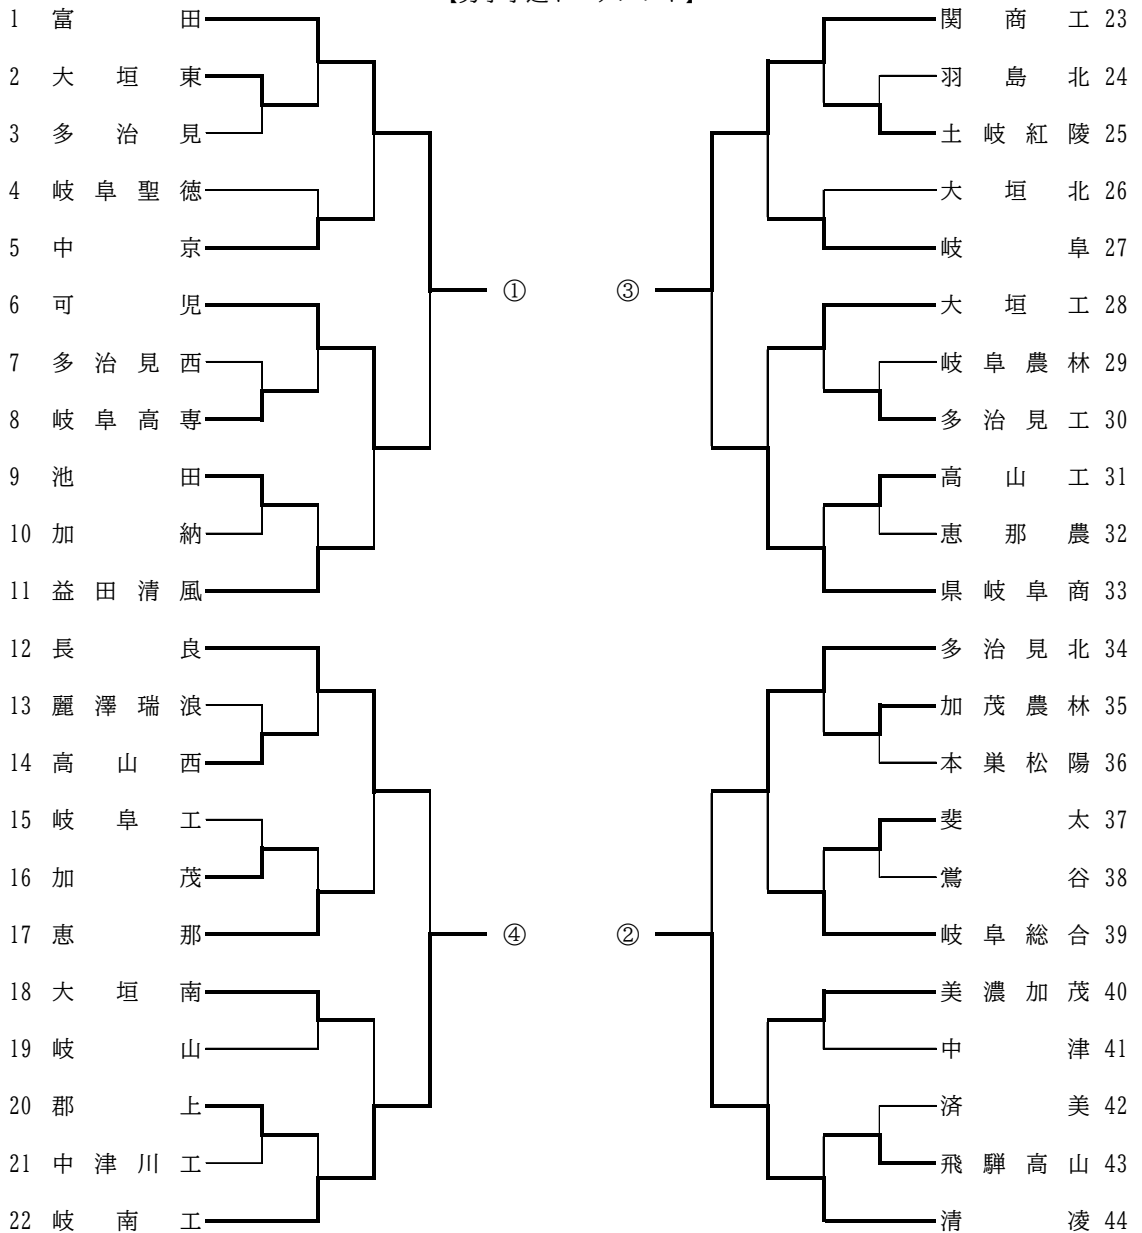 1 富田
2 大垣東
3 多治見
4 岐阜聖徳
5 中京
6 可児
7 多治見西
8 岐阜高専
9 池田
10 加納
11 益田清風
12 長良
13 麗澤瑞浪
14 高山西
15 岐阜工
16 加茂
17 恵那
18 大垣南
19 岐山
20 郡上
21 中津川工
22 岐南工
①
④
③
②
関商工 23
羽島北 24
土岐紅陵 25
大垣北 26
岐阜 27
大垣工 28
岐阜農林 29
多治見工 30
高山工 31
恵那農 32
県岐阜商 33
多治見北 34
加茂農林 35
本巣松陽 36
斐太 37
鶯谷 38
岐阜総合 39
美濃加茂 40
中津 41
済美 42
飛騨高山 43
清凌 44